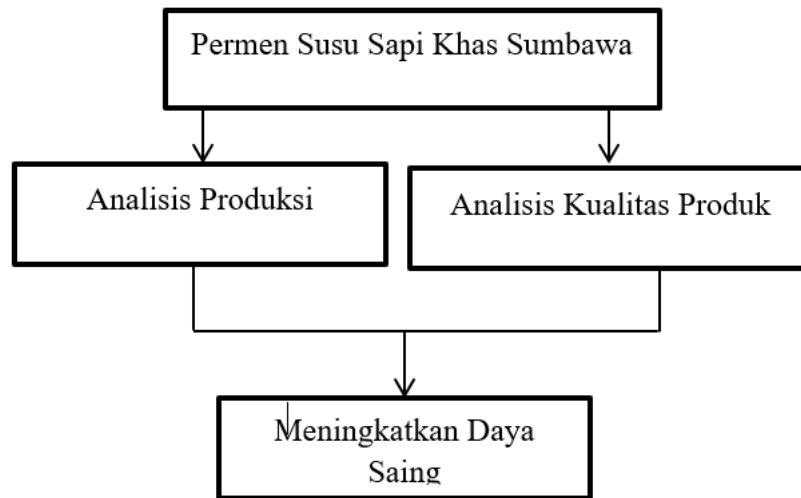 Permen Susu Sapi Khas Sumbawa
Analisis Produksi
Analisis Kualitas Produk
Meningkatkan Daya
Saing